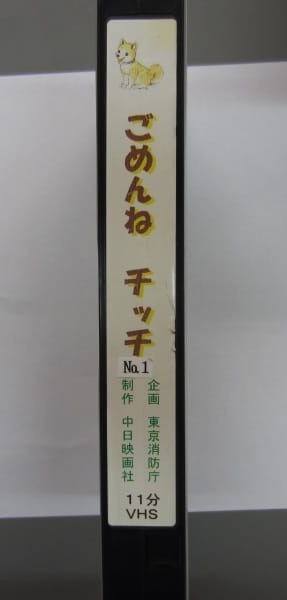 ごめんね チッチ
No.1
企画 東京消防庁
制作 中日映画社
11分
VHS